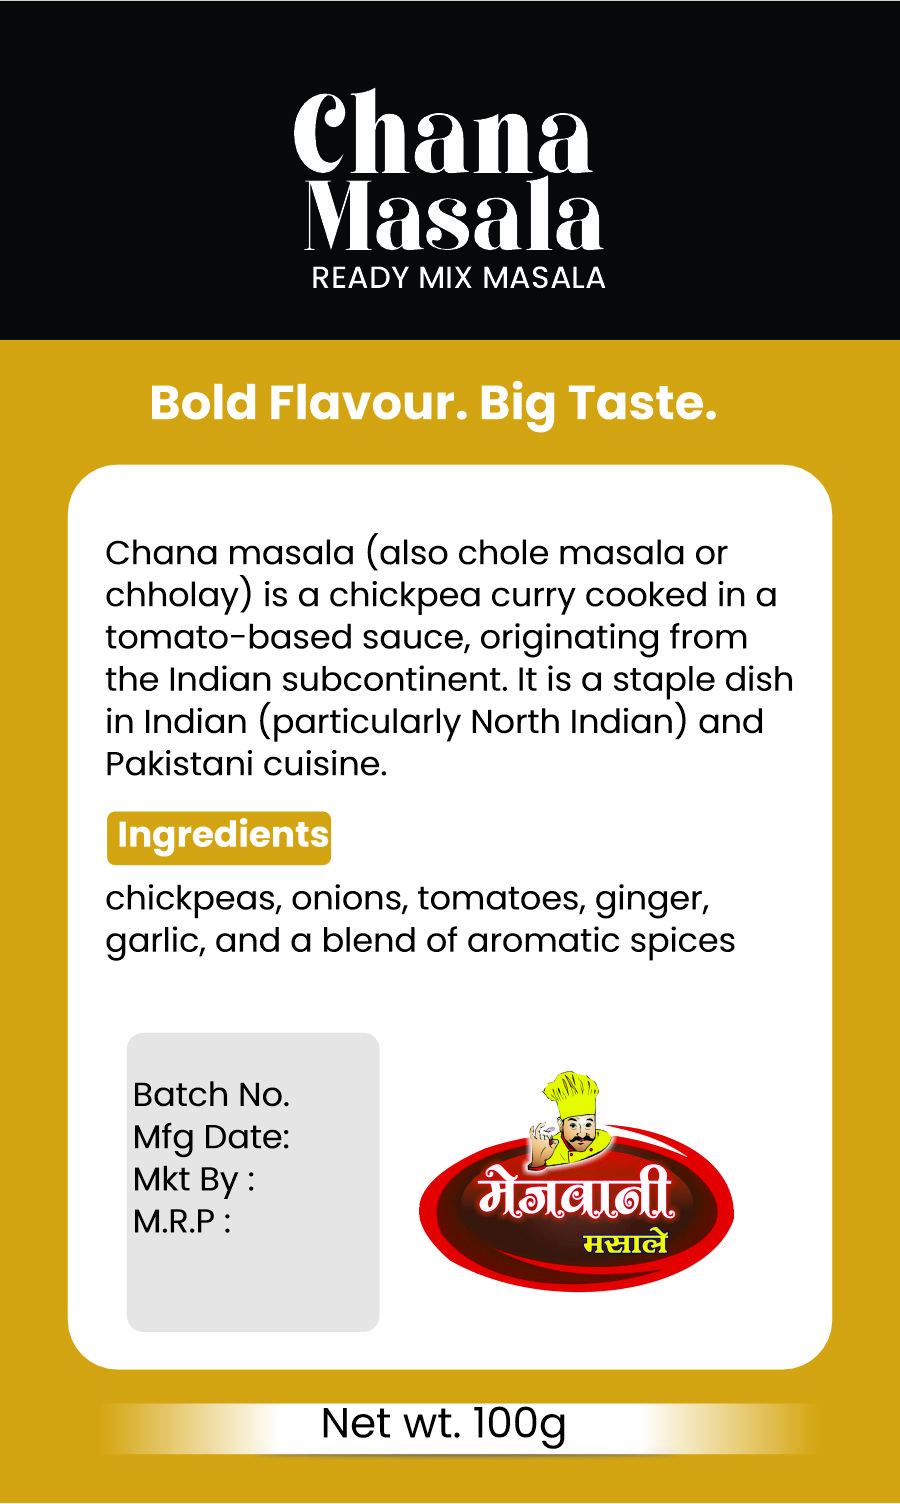 Chana
Masala
READY MIX MASALA
Bold Flavour. Big Taste.
Chana masala (also chole masala or
chholay) is a chickpea curry cooked in a
tomato-based sauce, originating from
the Indian subcontinent. It is a staple dish
in Indian (particularly North Indian) and
Pakistani cuisine.
Ingredients
chickpeas, onions, tomatoes, ginger,
garlic, and a blend of aromatic spices
Batch No.
Mfg Date:
Mkt By :
M.R.P :
मेजवानी
मसाले
Net wt. 100g